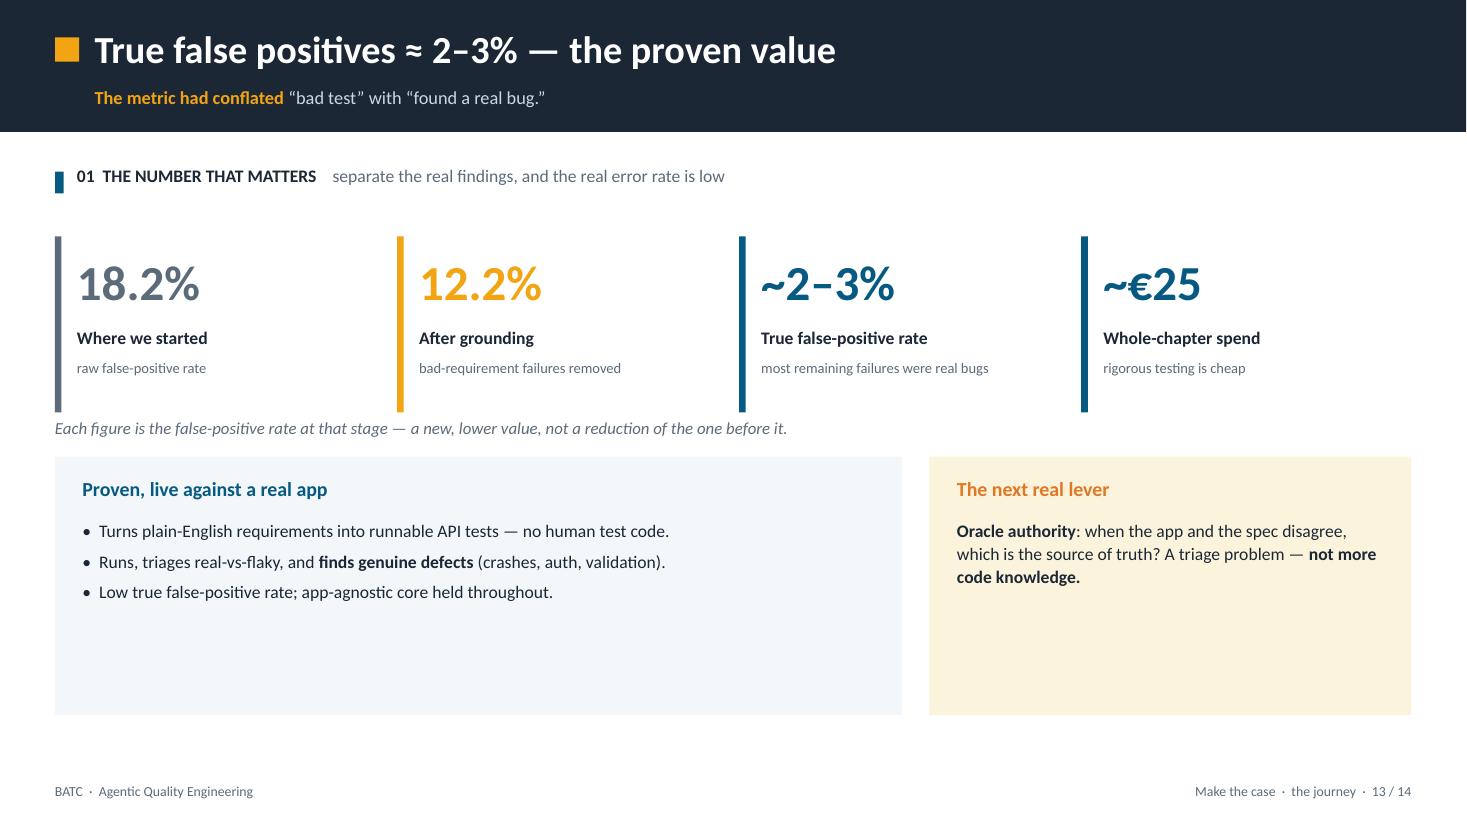 True false positives ≈ 2–3% — the proven value
The metric had conflated “bad test” with “found a real bug.”
01 THE NUMBER THAT MATTERS separate the real findings, and the real error rate is low
18.2%
Where we started
raw false-positive rate
12.2%
After grounding
bad-requirement failures removed
~2–3%
True false-positive rate
most remaining failures were real bugs
~€25
Whole-chapter spend
rigorous testing is cheap
Each figure is the false-positive rate at that stage — a new, lower value, not a reduction of the one before it.
Proven, live against a real app
• Turns plain-English requirements into runnable API tests — no human test code.
• Runs, triages real-vs-flaky, and finds genuine defects (crashes, auth, validation).
• Low true false-positive rate; app-agnostic core held throughout.
The next real lever
Oracle authority: when the app and the spec disagree,
which is the source of truth? A triage problem — not more
code knowledge.
BATC · Agentic Quality Engineering
Make the case · the journey · 13 / 14